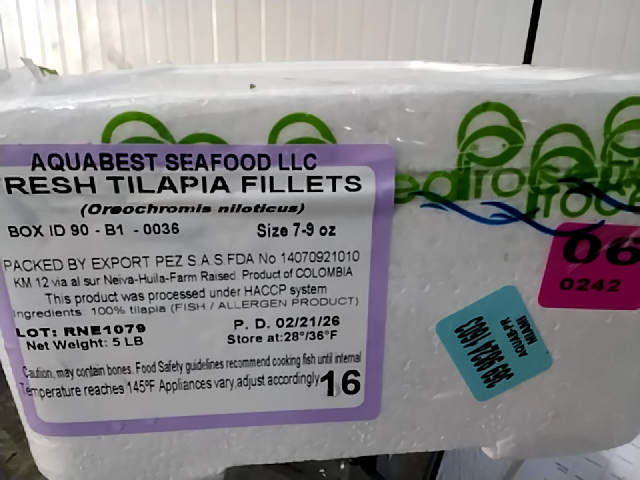 AQUABEST SEAFOOD LLC
RESH TILAPIA FILLETS
(Oreochromis niloticus)
BOX ID 90 - B1 - 0036 Size 7-9 oz
PACKED BY EXPORT PEZ S.A.S. FDA No 14070921010
KM 12 via al sur Neiva-Huila-Farm Raised. Product of COLOMBIA
This product was processed under HACCP system
Ingredients: 100% tilapia (FISH / ALLERGEN PRODUCT)
LOT: RNE1079 P. D. 02/21/26
Net Weight: 5 LB Store at:28°/36°F
Caution, may contain bones. Food Safety guidelines recommend cooking fish until internal
Temperature reaches 145ºF Appliances vary,adjust accordingly 16
06
0242
MIAMI